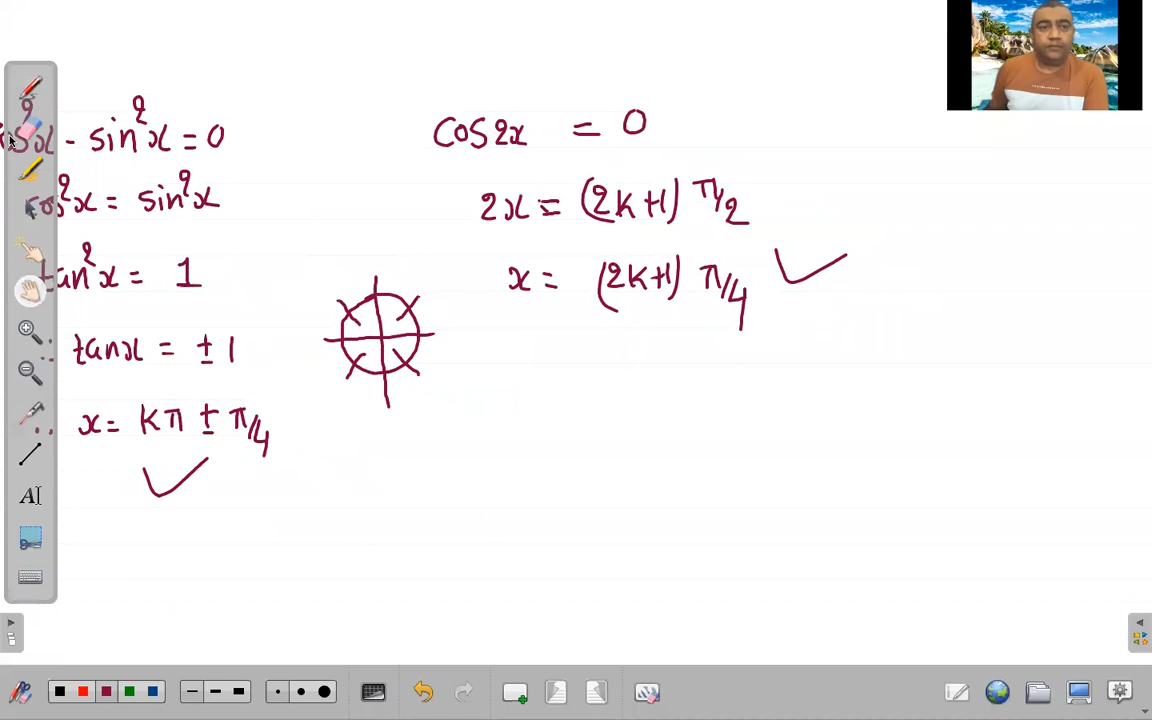 cos²x - sin²x = 0
cos²x = sin²x
tan²x = 1
tanx = ± 1
x = kπ ± π/4
cos2x = 0
2x = (2k+1) π/2
x = (2k+1) π/4
A